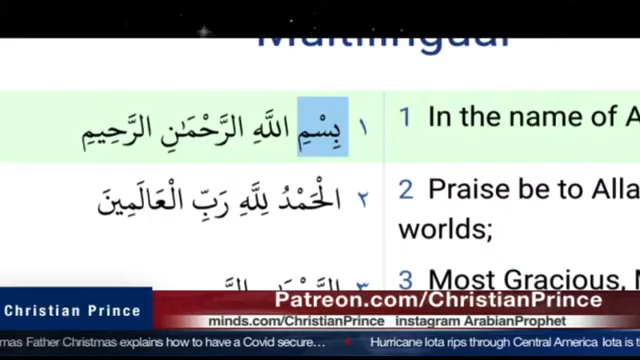 Multilingual
بِسْمِ اللَّهِ الرَّحْمَٰنِ الرَّحِيمِ ١
1 In the name of A
الْحَمْدُ لِلَّهِ رَبِّ الْعَالَمِينَ ٢
2 Praise be to Alla
worlds;
3 Most Gracious,
Patreon.com/ChristianPrince
Christian Prince
minds.com/ChristianPrince instagram ArabianProphet
mas Father Christmas explains how to have a Covid secure... • Hurricane Iota rips through Central America Iota is t